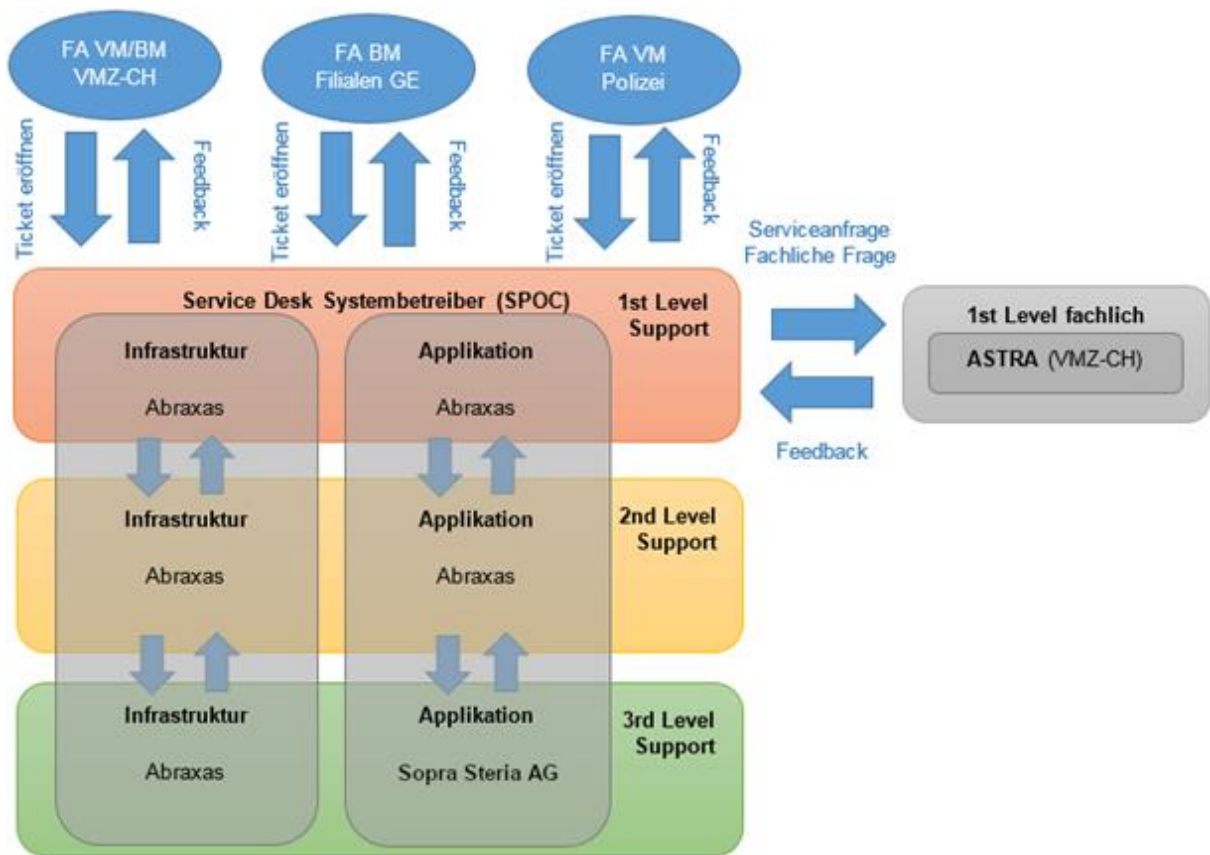 FA VM/BM
VMZ-CH
FA BM
Filialen GE
FA VM
Polizei
Ticket eröffnen
Feedback
Ticket eröffnen
Feedback
Ticket eröffnen
Feedback
Serviceanfrage
Fachliche Frage
Service Desk Systembetreiber (SPOC)
1st Level
Support
Infrastruktur
Abraxas
Applikation
Abraxas
1st Level fachlich
ASTRA (VMZ-CH)
Feedback
2nd Level
Support
Infrastruktur
Abraxas
Applikation
Abraxas
3rd Level
Support
Infrastruktur
Abraxas
Applikation
Sopra Steria AG